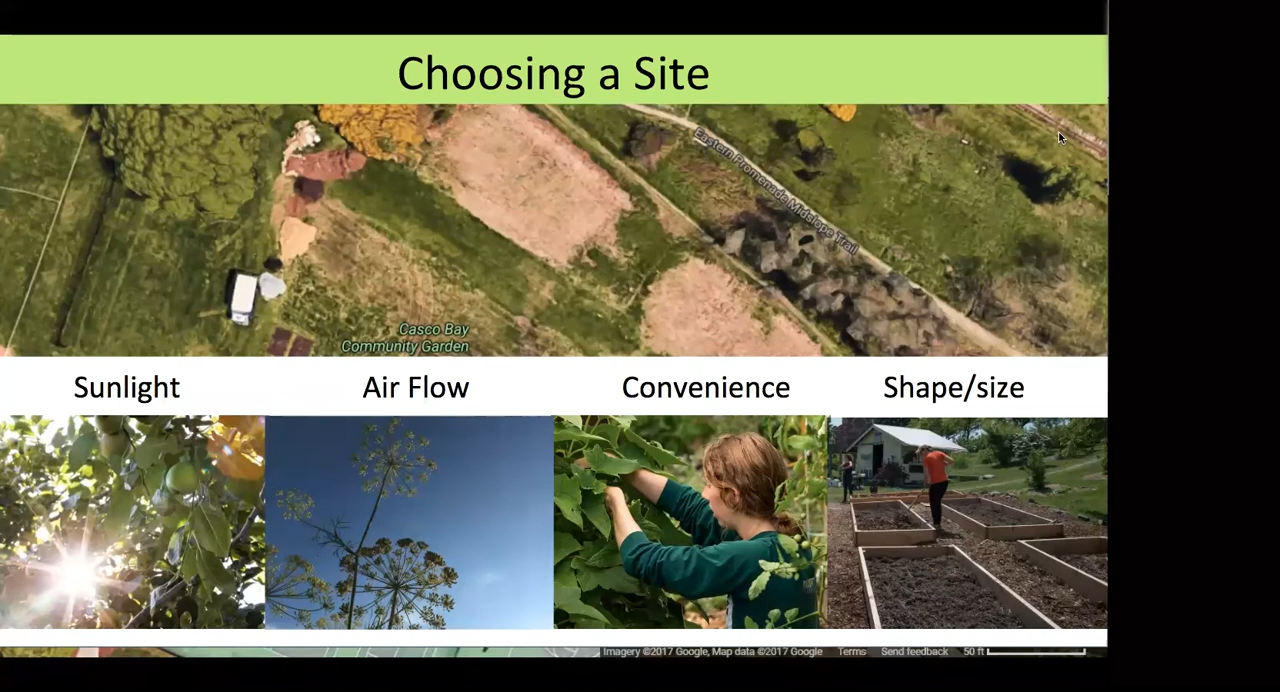 Choosing a Site
Eastern Promenade Midslope Trail
Casco Bay
Community Garden
Sunlight
Air Flow
Convenience
Shape/size
Imagery ©2017 Google, Map data ©2017 Google Terms Send feedback 50 ft